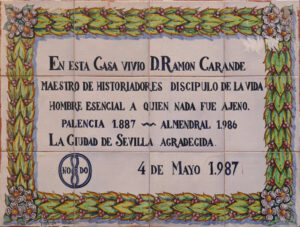 EN ESTA CASA VIVIO D.RAMON CARANDE
MAESTRO DE HISTORIADORES DISCIPULO DE LA VIDA
HOMBRE ESENCIAL A QUIEN NADA FUE AJENO.
PALENCIA 1.887 ~ ALMENDRAL 1.986
LA CIUDAD DE SEVILLA AGRADECIDA.
NO DO
4 DE MAYO 1.987